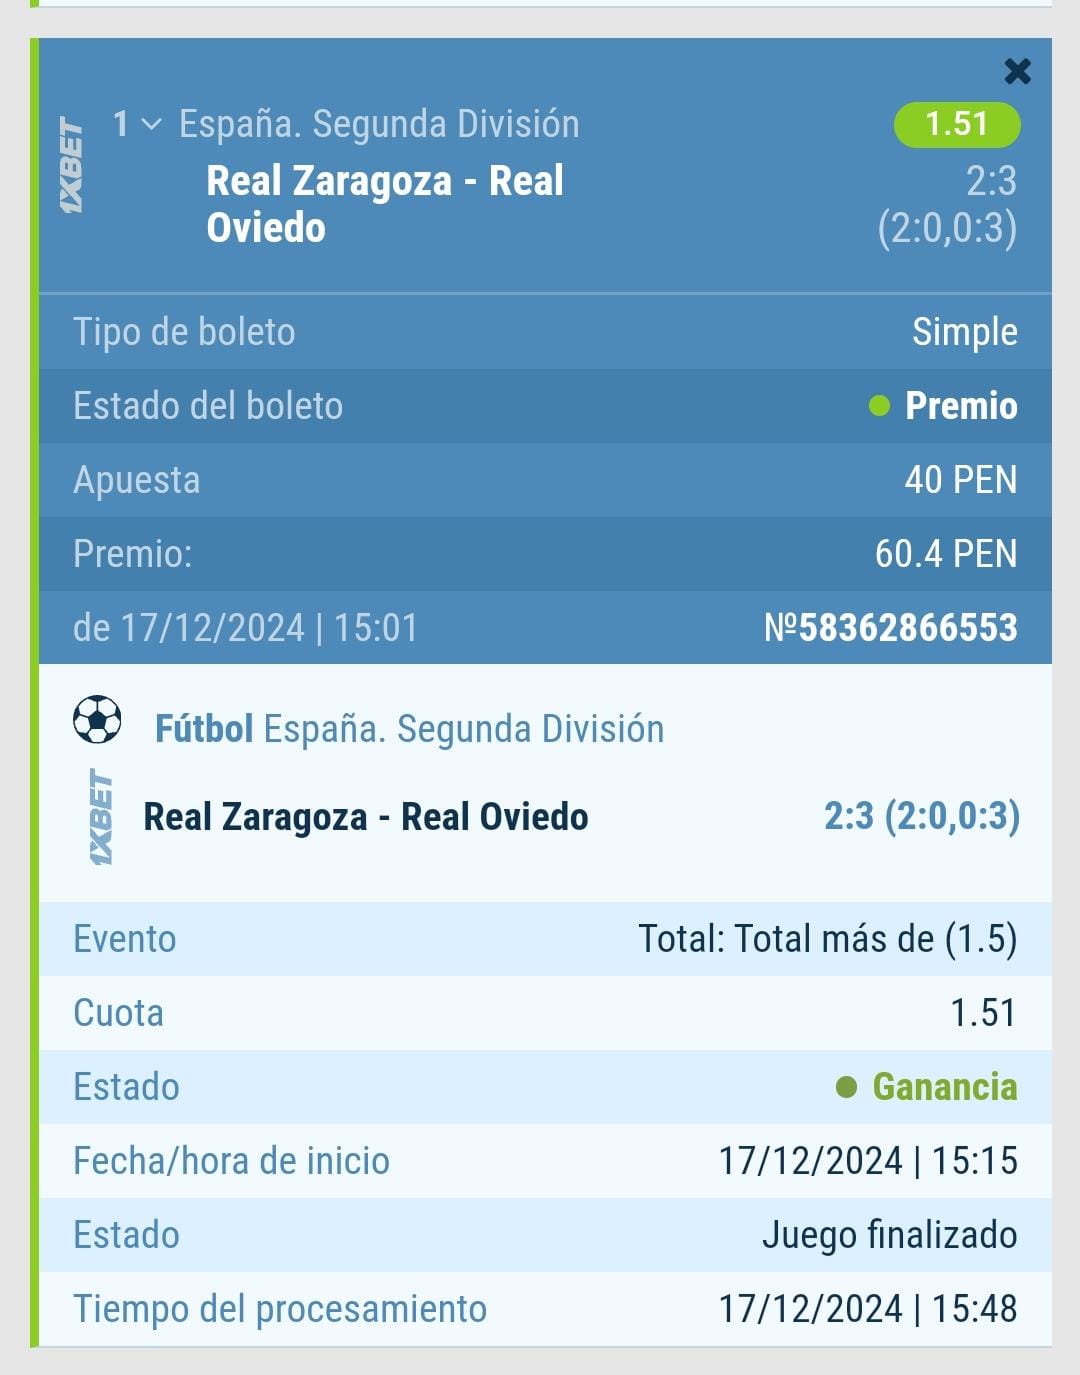 1XBET
1 España. Segunda División 1.51
Real Zaragoza - Real 2:3
Oviedo (2:0,0:3)
Tipo de boleto Simple
Estado del boleto Premio
Apuesta 40 PEN
Premio: 60.4 PEN
de 17/12/2024 | 15:01 №58362866553
Fútbol España. Segunda División
1XBET
Real Zaragoza - Real Oviedo 2:3 (2:0,0:3)
Evento Total: Total más de (1.5)
Cuota 1.51
Estado Ganancia
Fecha/hora de inicio 17/12/2024 | 15:15
Estado Juego finalizado
Tiempo del procesamiento 17/12/2024 | 15:48